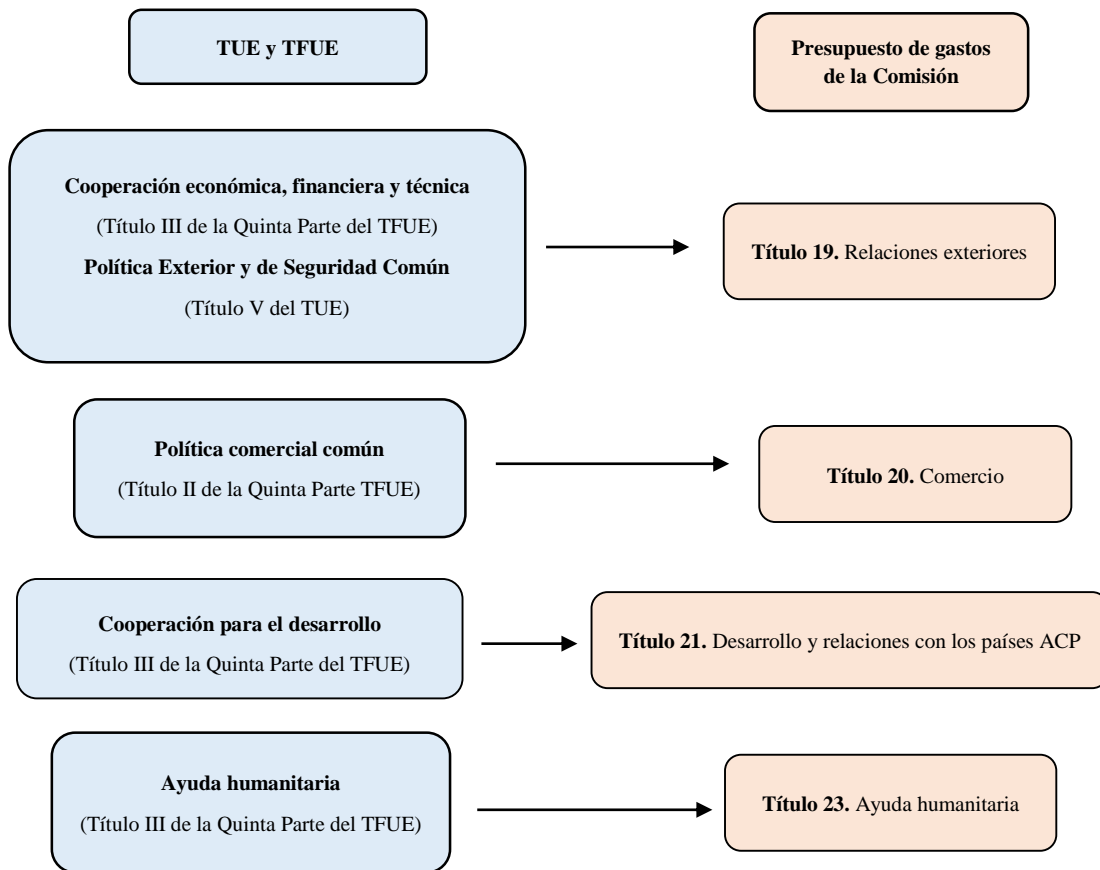 TUE y TFUE
Presupuesto de gastos
de la Comisión
Cooperación económica, financiera y técnica
(Título III de la Quinta Parte del TFUE)
Política Exterior y de Seguridad Común
(Título V del TUE)
Título 19. Relaciones exteriores
Política comercial común
(Título II de la Quinta Parte TFUE)
Título 20. Comercio
Cooperación para el desarrollo
(Título III de la Quinta Parte del TFUE)
Título 21. Desarrollo y relaciones con los países ACP
Ayuda humanitaria
(Título III de la Quinta Parte del TFUE)
Título 23. Ayuda humanitaria